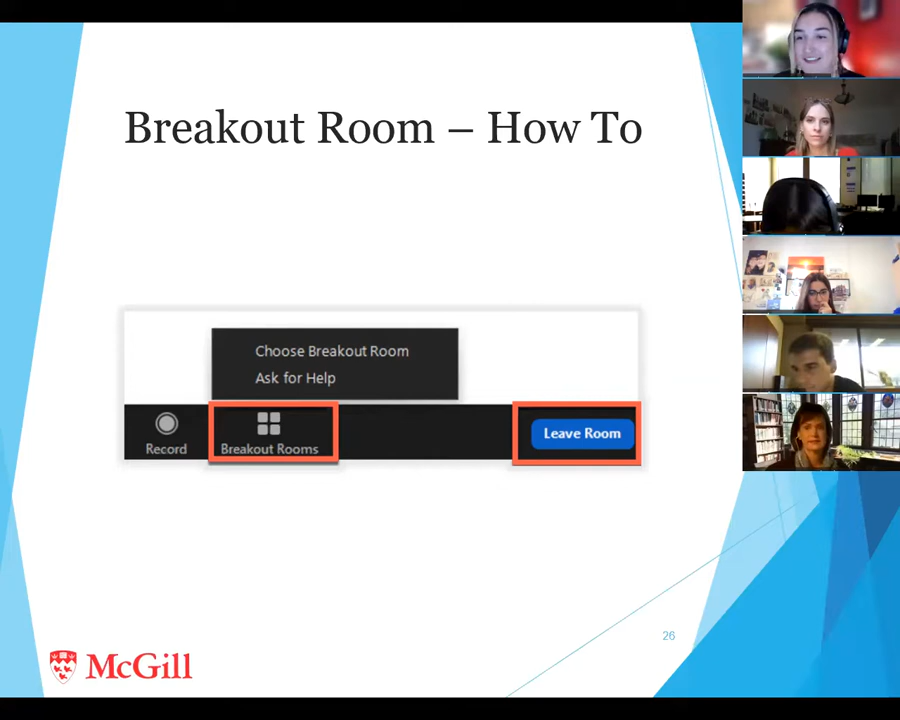 Breakout Room – How To
Choose Breakout Room
Ask for Help
Record
Breakout Rooms
Leave Room
26
McGill